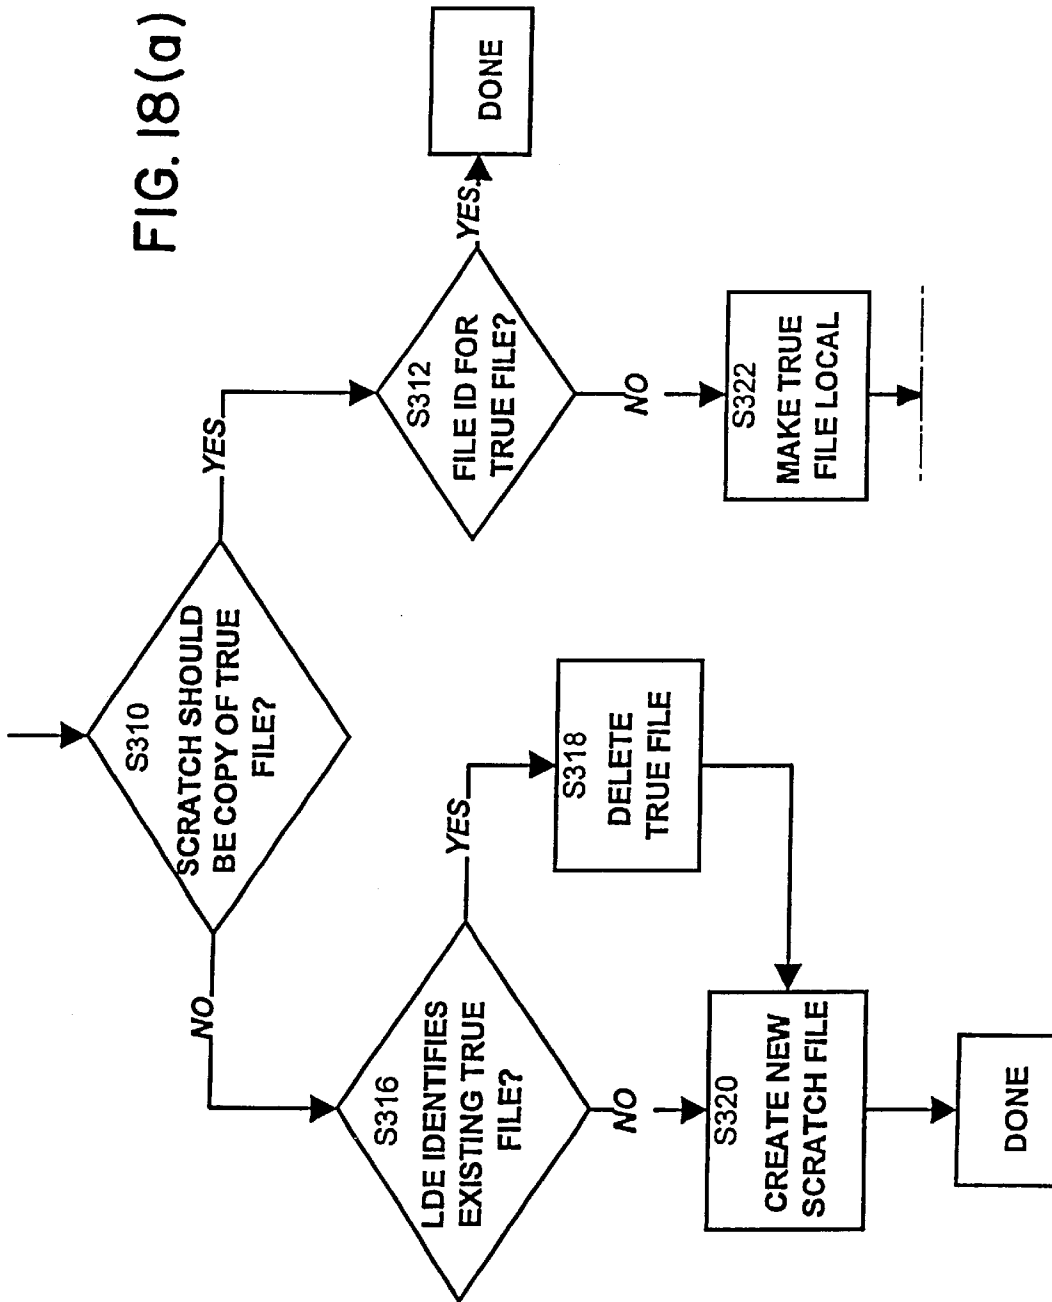 FIG. 18(a)
S310
SCRATCH SHOULD
BE COPY OF TRUE
FILE?
NO
YES
S316
LDE IDENTIFIES
EXISTING TRUE
FILE?
YES
NO
S318
DELETE
TRUE FILE
S320
CREATE NEW
SCRATCH FILE
DONE
S312
FILE ID FOR
TRUE FILE?
YES
DONE
NO
S322
MAKE TRUE
FILE LOCAL